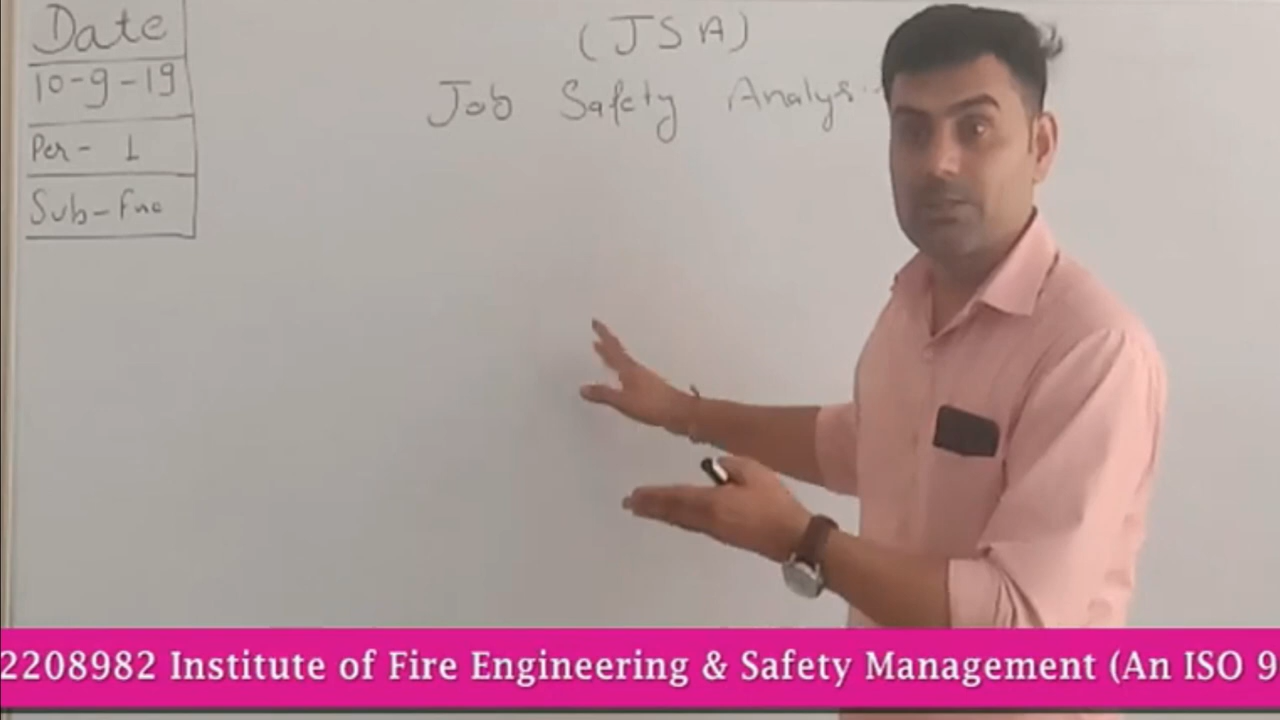 Date
10-9-19
Per- 1
Sub-Fire
(JSA)
Job Safety Analys
2208982 Institute of Fire Engineering & Safety Management (An ISO 9